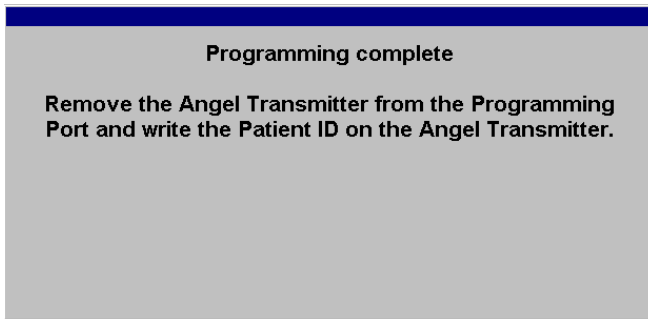 Programming complete
Remove the Angel Transmitter from the Programming
Port and write the Patient ID on the Angel Transmitter.